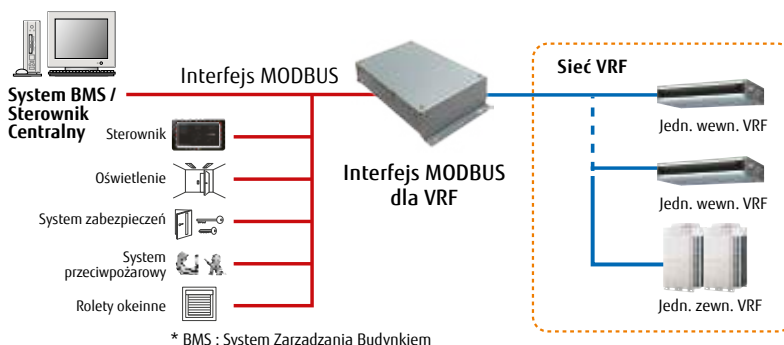 System BMS /
Sterownik
Centralny
Interfejs MODBUS
Sterownik
Oświetlenie
System zabezpieczeń
System
przeciwpożarowy
Rolety okeinne
Interfejs MODBUS
dla VRF
Sieć VRF
Jedn. wewn. VRF
Jedn. wewn. VRF
Jedn. zewn. VRF
* BMS : System Zarzadzania Budynkiem